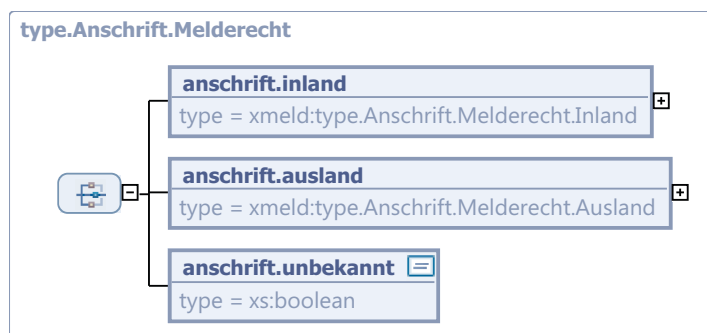 type.Anschrift.Melderecht
anschrift.inland
type = xmeld:type.Anschrift.Melderecht.Inland
anschrift.ausland
type = xmeld:type.Anschrift.Melderecht.Ausland
anschrift.unbekannt
type = xs:boolean